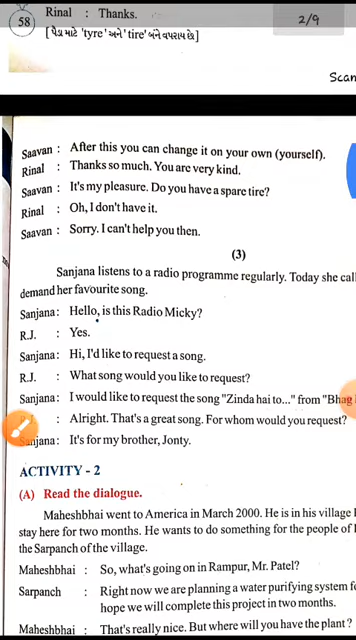 Rinal : Thanks.
58
2/9
[પૈડા માટે 'tyre' અને 'tire' બંને વપરાય છે]
Scan
Saavan : After this you can change it on your own (yourself).
Rinal : Thanks so much. You are very kind.
Saavan : It's my pleasure. Do you have a spare tire?
Rinal : Oh, I don't have it.
Saavan : Sorry. I can't help you then.
(3)
Sanjana listens to a radio programme regularly. Today she cal
demand her favourite song.
Sanjana : Hello, is this Radio Micky?
R.J. : Yes.
Sanjana : Hi, I'd like to request a song.
R.J. : What song would you like to request?
Sanjana : I would like to request the song "Zinda hai to..." from "Bhag
: Alright. That's a great song. For whom would you request?
Sanjana : It's for my brother, Jonty.
ACTIVITY - 2
(A) Read the dialogue.
Maheshbhai went to America in March 2000. He is in his village
stay here for two months. He wants to do something for the people of
the Sarpanch of the village.
Maheshbhai : So, what's going on in Rampur, Mr. Patel?
Sarpanch : Right now we are planning a water purifying system
hope we will complete this project in two months.
Maheshbhai : That's really nice. But where will you have the plant?